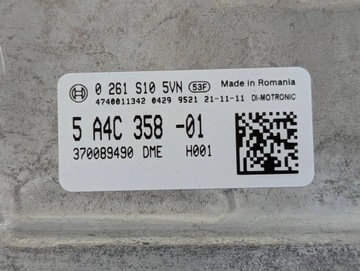 0 261 S10 5VN 53F Made in Romania
4740011342 0429 9521 21-11-11 DI-MOTRONIC
5 A4C 358 -01
370089490 DME H001